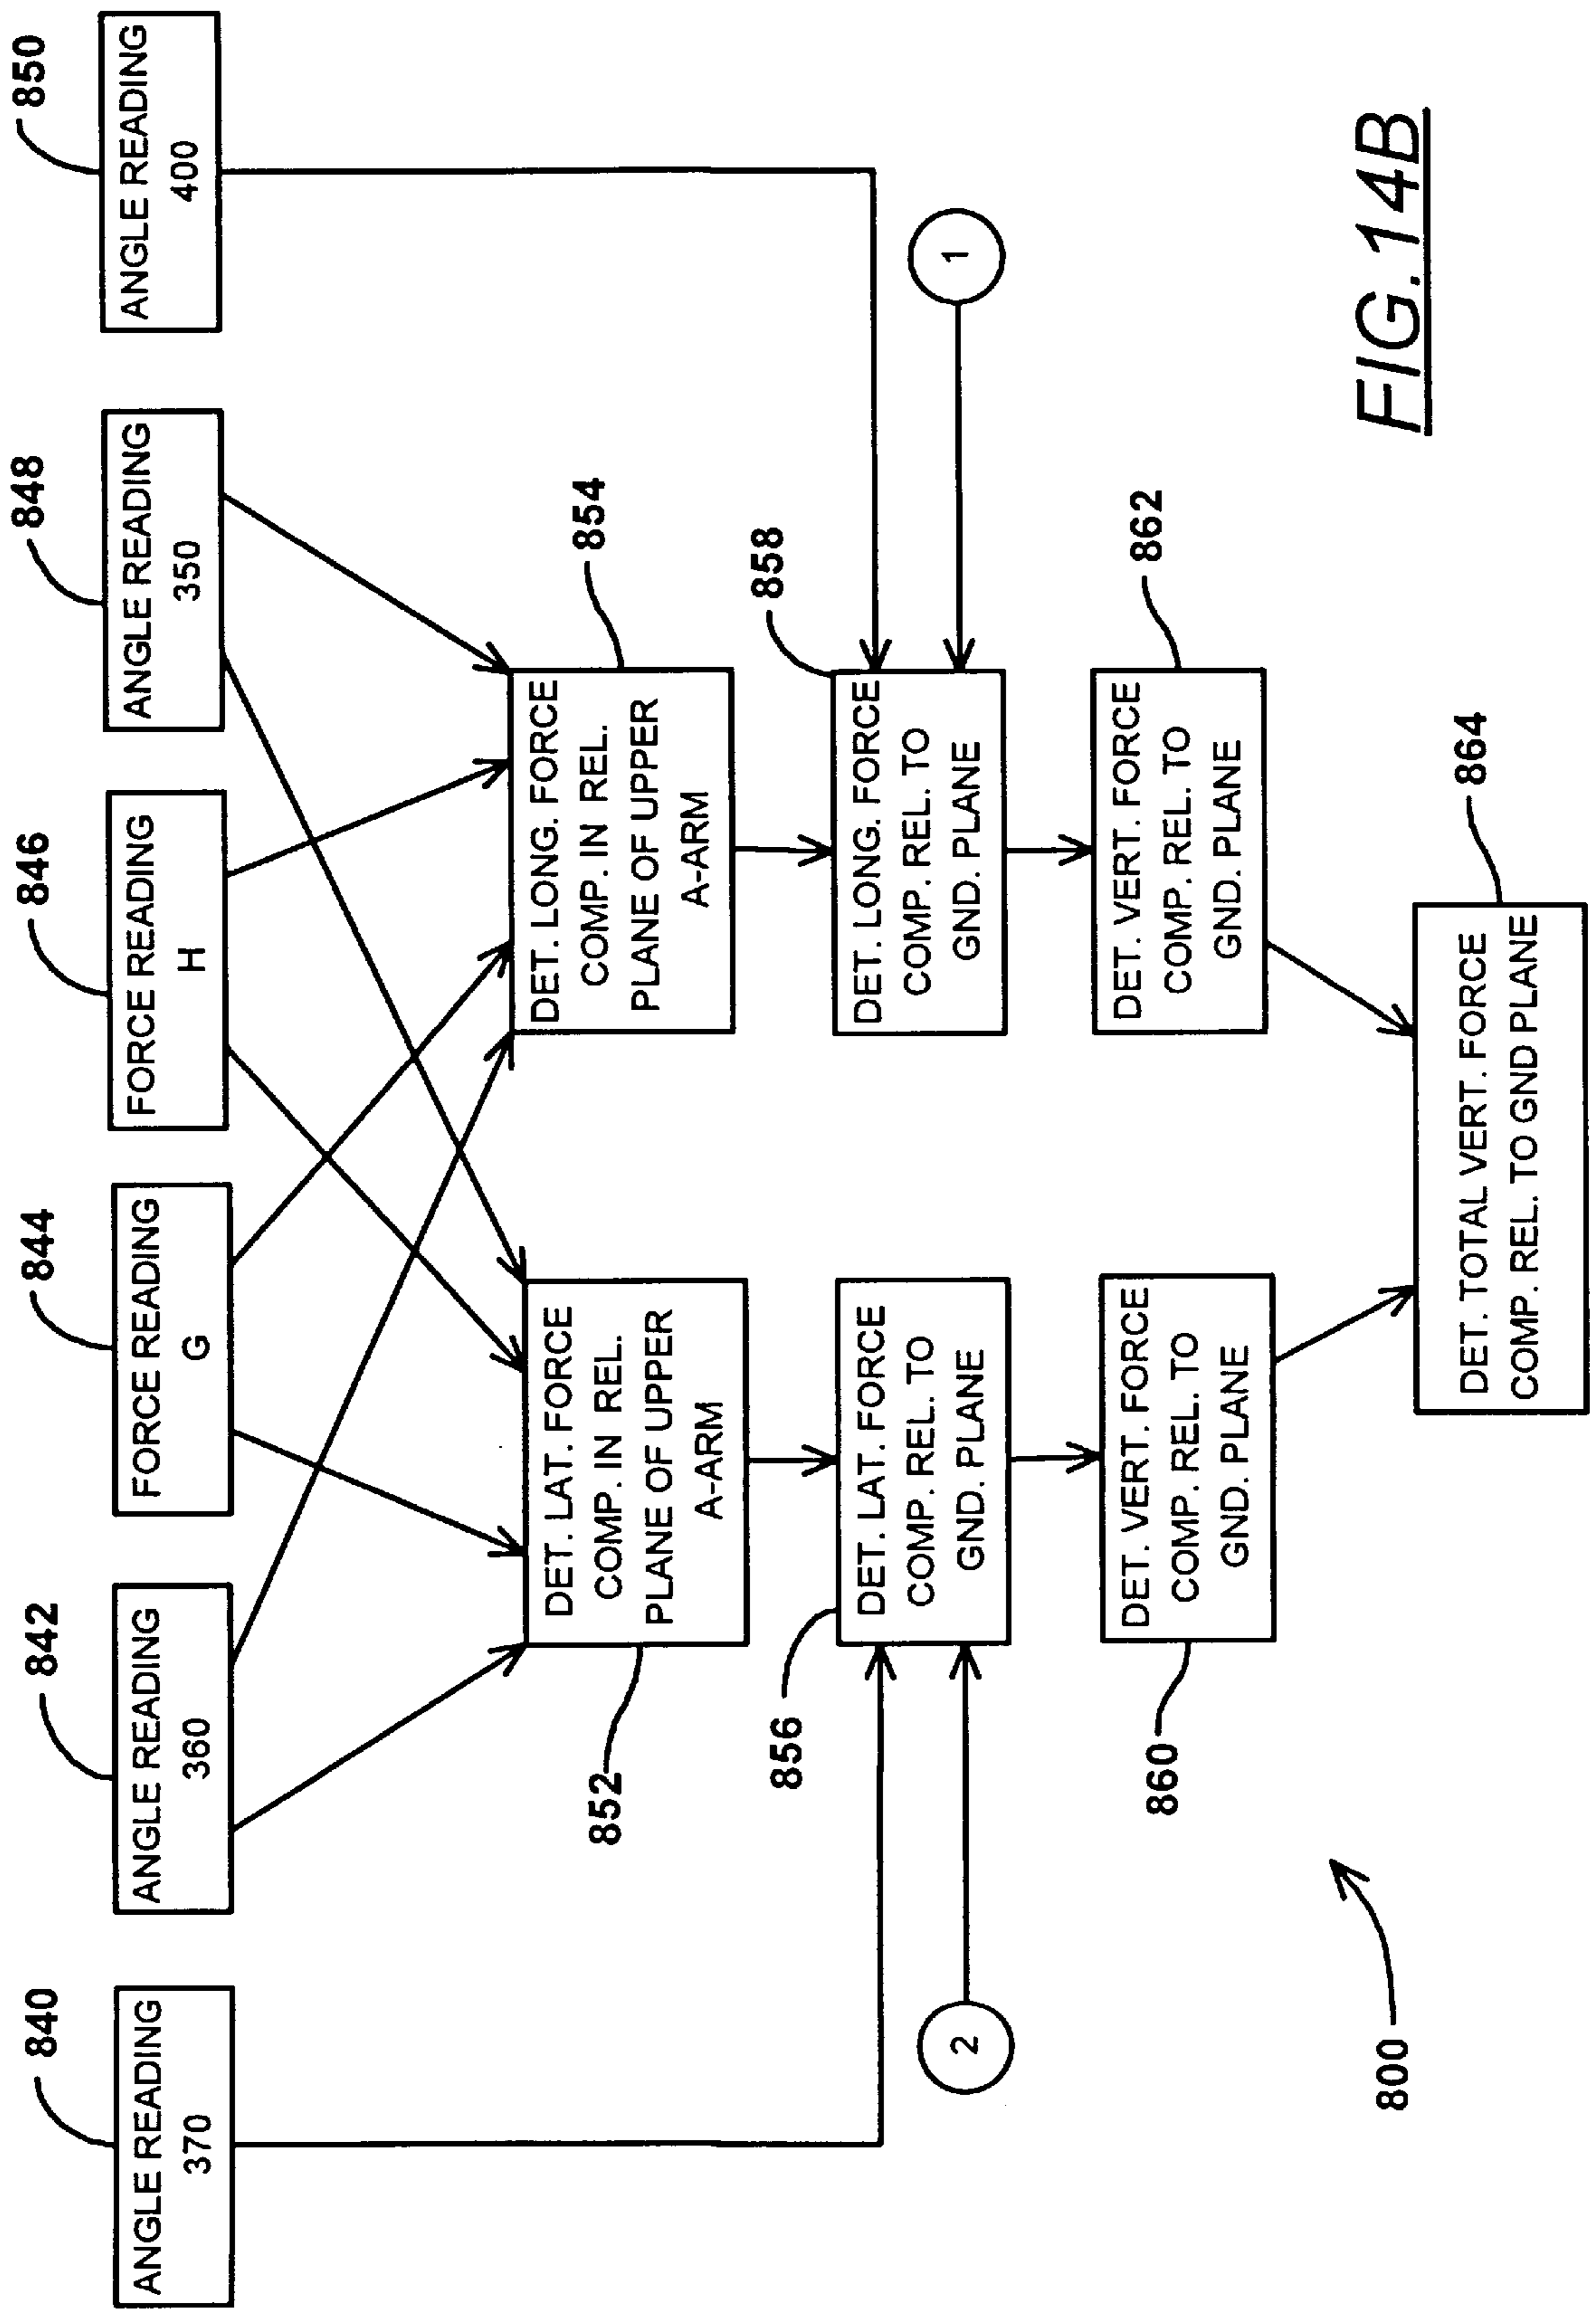 840
842
844
846
848
850
ANGLE READING
370
ANGLE READING
360
FORCE READING
G
FORCE READING
H
ANGLE READING
350
ANGLE READING
400
852
DET. LAT. FORCE
COMP. IN REL.
PLANE OF UPPER
A-ARM
DET. LONG. FORCE
COMP. IN REL.
PLANE OF UPPER
A-ARM
854
856
DET. LAT. FORCE
COMP. REL. TO
GND. PLANE
858
DET. LONG. FORCE
COMP. REL. TO
GND. PLANE
2
1
860
DET. VERT. FORCE
COMP. REL. TO
GND. PLANE
DET. VERT. FORCE
COMP. REL. TO
GND. PLANE
862
864
DET. TOTAL VERT. FORCE
COMP. REL. TO GND PLANE
800
FIG.14B